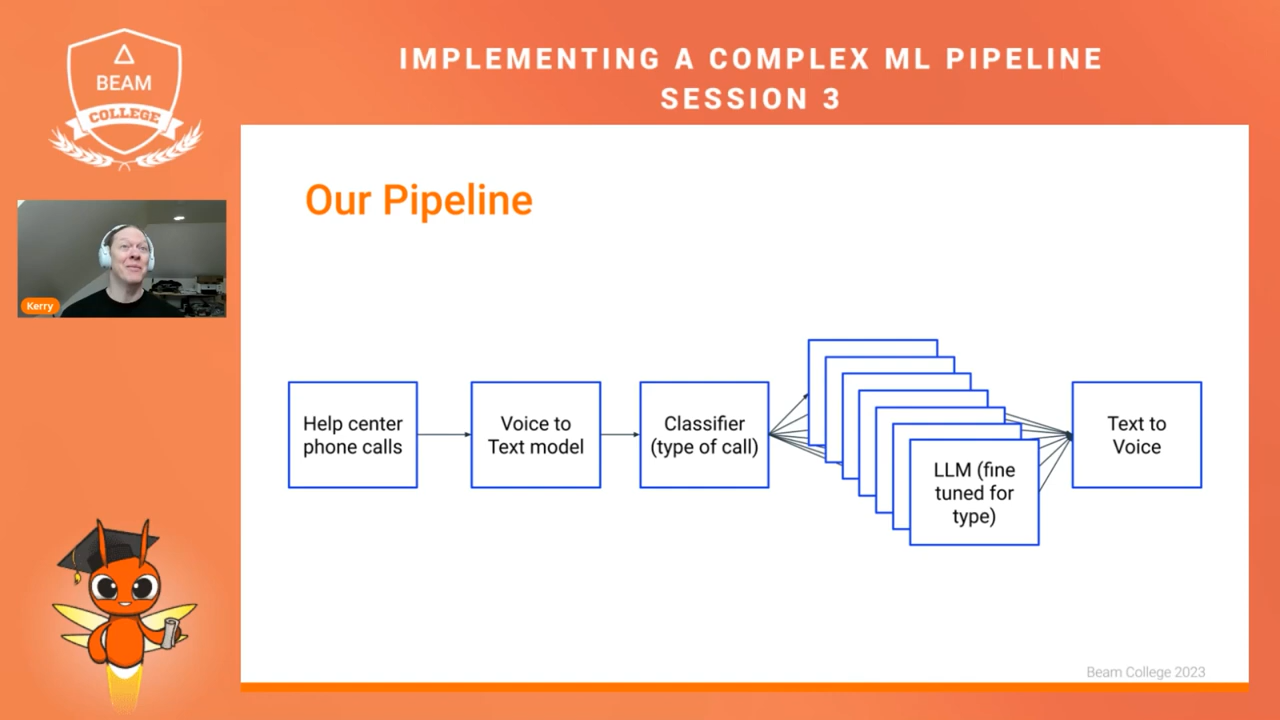 IMPLEMENTING A COMPLEX ML PIPELINE
SESSION 3
BEAM
COLLEGE
Kerry
Our Pipeline
Help center
phone calls
Voice to
Text model
Classifier
(type of call)
LLM (fine
tuned for
type)
Text to
Voice
Beam College 2023